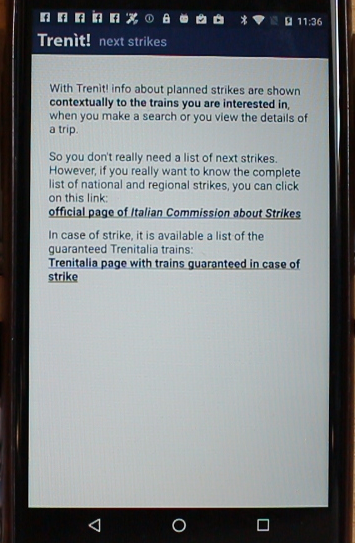 11:36
Trenìt! next strikes
With Trenìt! info about planned strikes are shown
contextually to the trains you are interested in,
when you make a search or you view the details of
a trip.
So you don't really need a list of next strikes.
However, if you really want to know the complete
list of national and regional strikes, you can click
on this link:
official page of Italian Commission about Strikes
In case of strike, it is available a list of the
guaranteed Trenitalia trains:
Trenitalia page with trains guaranteed in case of
strike